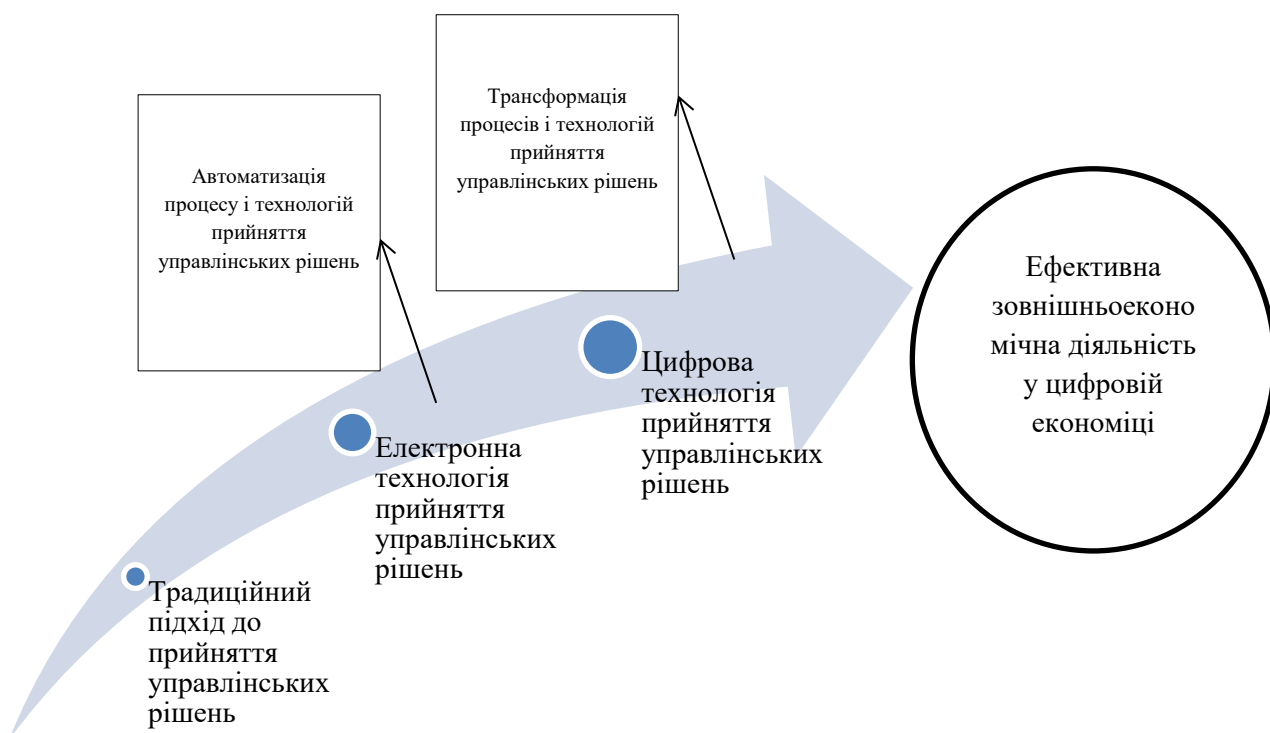 Трансформація
процесів і технологій
прийняття
управлінських рішень
Автоматизація
процесу і технологій
прийняття
управлінських рішень
Ефективна
зовнішньоеконо
мічна діяльність
у цифровій
економіці
Цифрова
технологія
прийняття
управлінських
рішень
Електронна
технологія
прийняття
управлінських
рішень
Традиційний
підхід до
прийняття
управлінських
рішень